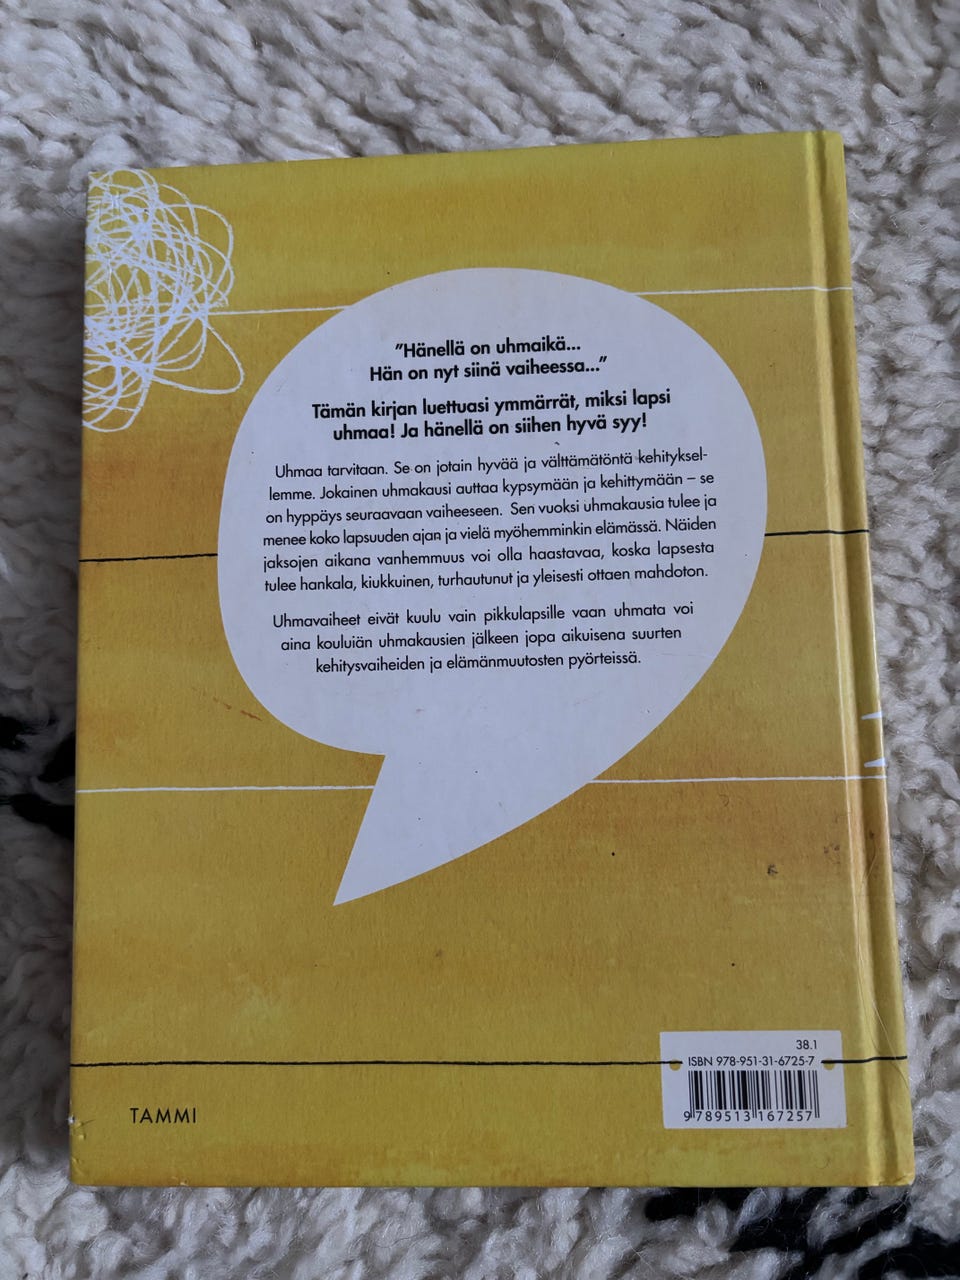 ”Hänellä on uhmaikä...
Hän on nyt siinä vaiheessa...”
Tämän kirjan luettuasi ymmärrät, miksi lapsi
uhmaa! Ja hänellä on siihen hyvä syy!
Uhmaa tarvitaan. Se on jotain hyvää ja välttämätöntä kehityksel-
lemme. Jokainen uhmakausi auttaa kypsymään ja kehittymään – se
on hyppäys seuraavaan vaiheeseen. Sen vuoksi uhmakausia tulee ja
menee koko lapsuuden ajan ja vielä myöhemminkin elämässä. Näiden
jaksojen aikana vanhemmuus voi olla haastavaa, koska lapsesta
tulee hankala, kiukkuinen, turhautunut ja yleisesti ottaen mahdoton.
Uhmavaiheet eivät kuulu vain pikkulapsille vaan uhmata voi
aina kouluiän uhmakausien jälkeen jopa aikuisena suurten
kehitysvaiheiden ja elämänmuutosten pyörteissä.
38.1
ISBN 978-951-31-6725-7
9 789513 167257
TAMMI